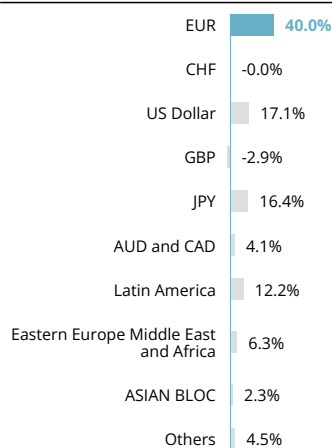 EUR 40.0%
CHF -0.0%
US Dollar 17.1%
GBP -2.9%
JPY 16.4%
AUD and CAD 4.1%
Latin America 12.2%
Eastern Europe Middle East
and Africa 6.3%
ASIAN BLOC 2.3%
Others 4.5%